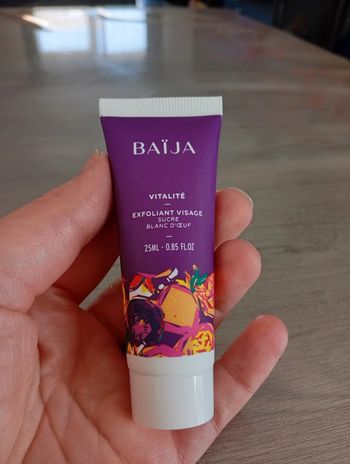 BAÏJA
VITALITÉ
EXFOLIANT VISAGE
SUCRE
BLANC D'ŒUF
25ML - 0.85 FL.OZ